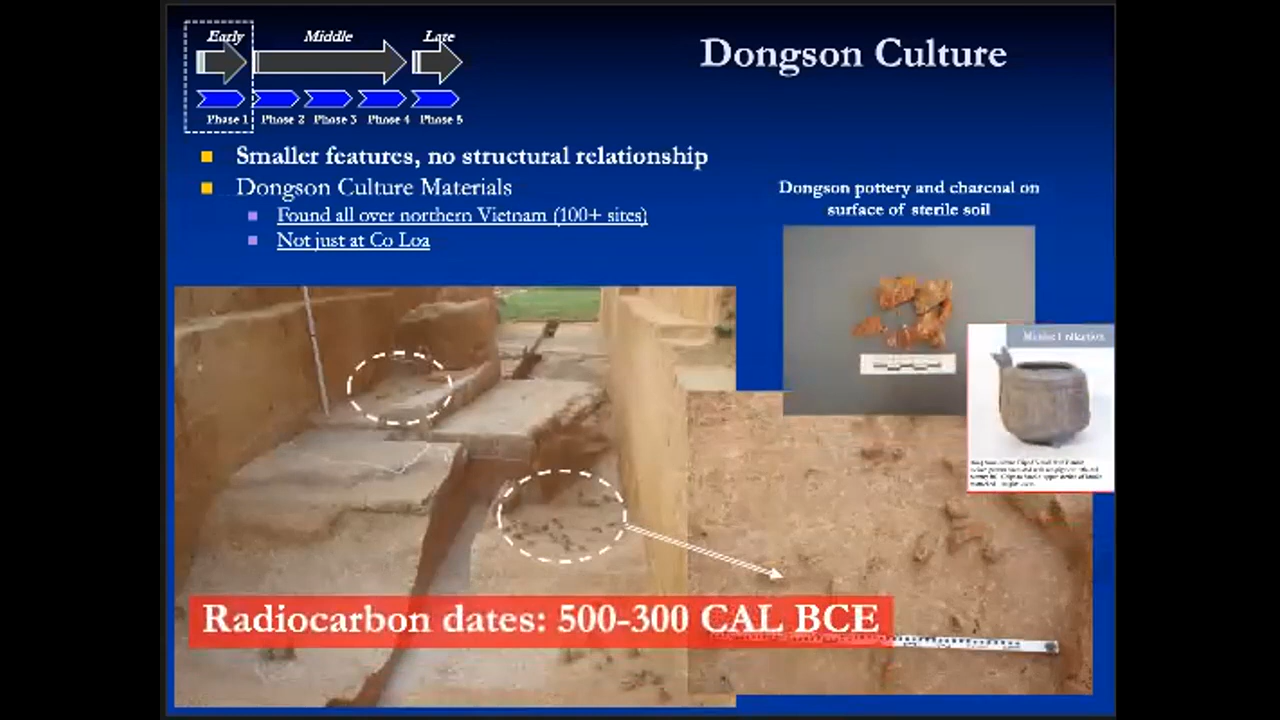 Early Middle Late
Phase 1 Phase 2 Phase 3 Phase 4 Phase 5
Dongson Culture
Smaller features, no structural relationship
Dongson Culture Materials
Found all over northern Vietnam (100+ sites)
Not just at Co Loa
Dongson pottery and charcoal on
surface of sterile soil
Radiocarbon dates: 500-300 CAL BCE